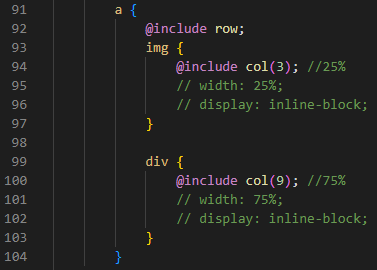 91 a {
92 @include row;
93 img {
94 @include col(3); //25%
95 // width: 25%;
96 // display: inline-block;
97 }
98
99 div {
100 @include col(9); //75%
101 // width: 75%;
102 // display: inline-block;
103 }
104 }